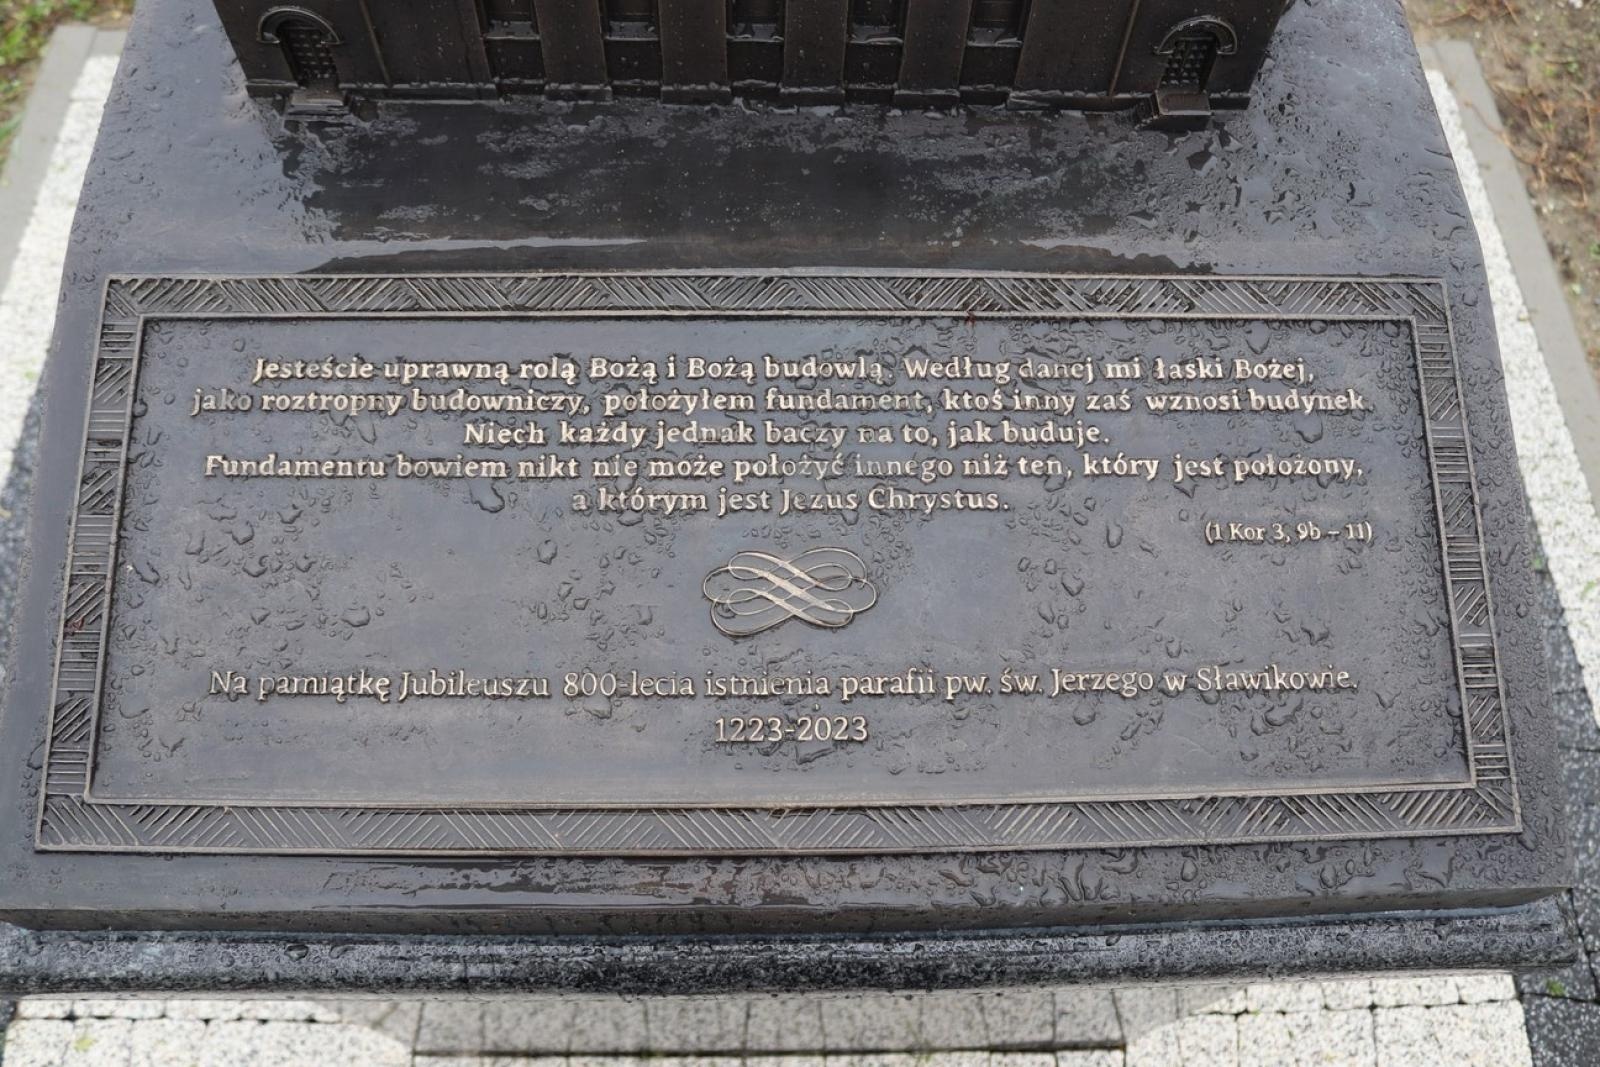 Jesteście uprawną rolą Bożą i Bożą budowlą. Według danej mi łaski Bożej,
jako roztropny budowniczy, położyłem fundament, ktoś inny zaś wznosi budynek
Niech każdy jednak baczy na to, jak buduje.
Fundamentu bowiem nikt nie może położyć innego niż ten, który jest położony,
a którym jest Jezus Chrystus.
(1 Kor 3, 9b – 11)
Na pamiątkę Jubileuszu 800-lecia istnienia parafii pw. św. Jerzego w Sławikowie.
1223-2023